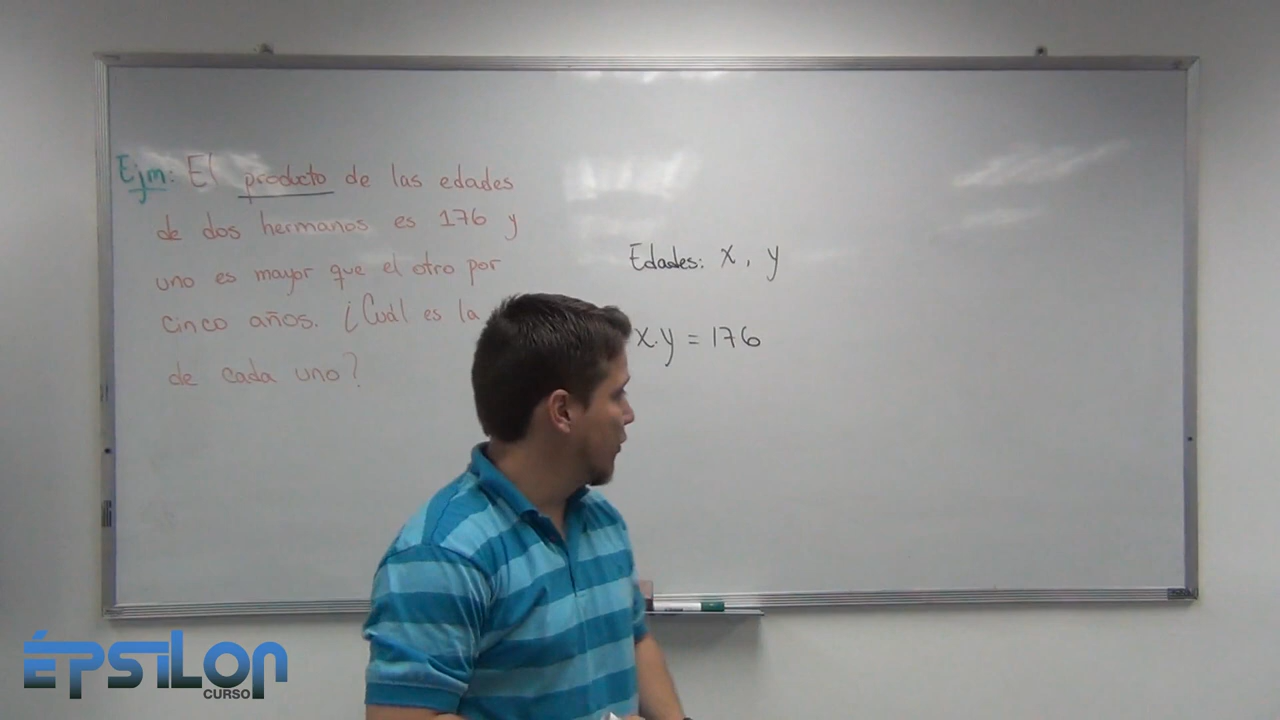 Ejm: El producto de las edades
de dos hermanos es 176 y
uno es mayor que el otro por
cinco años. ¿Cuál es la
de cada uno?
Edades: x, y
x.y = 176
ÉPSILON
CURSO